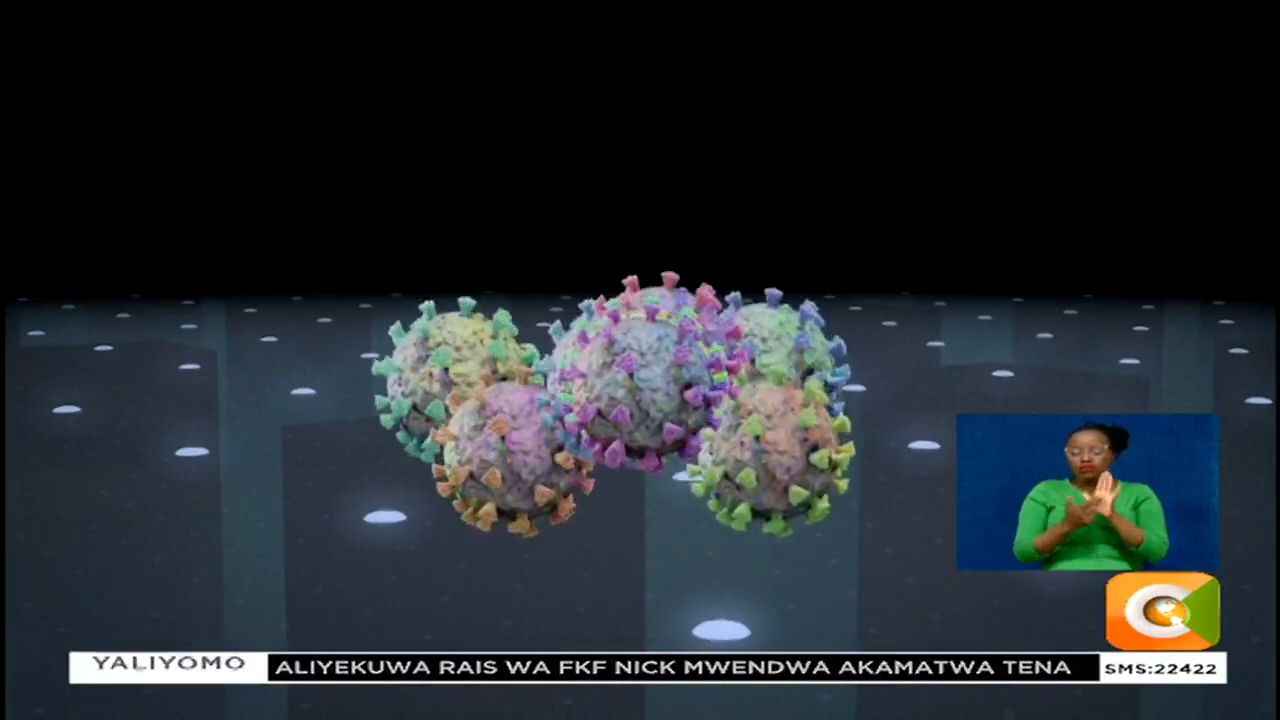 YALIYOMO
ALIYEKUWA RAIS WA FKF NICK MWENDWA AKAMATWA TENA
SMS:22422